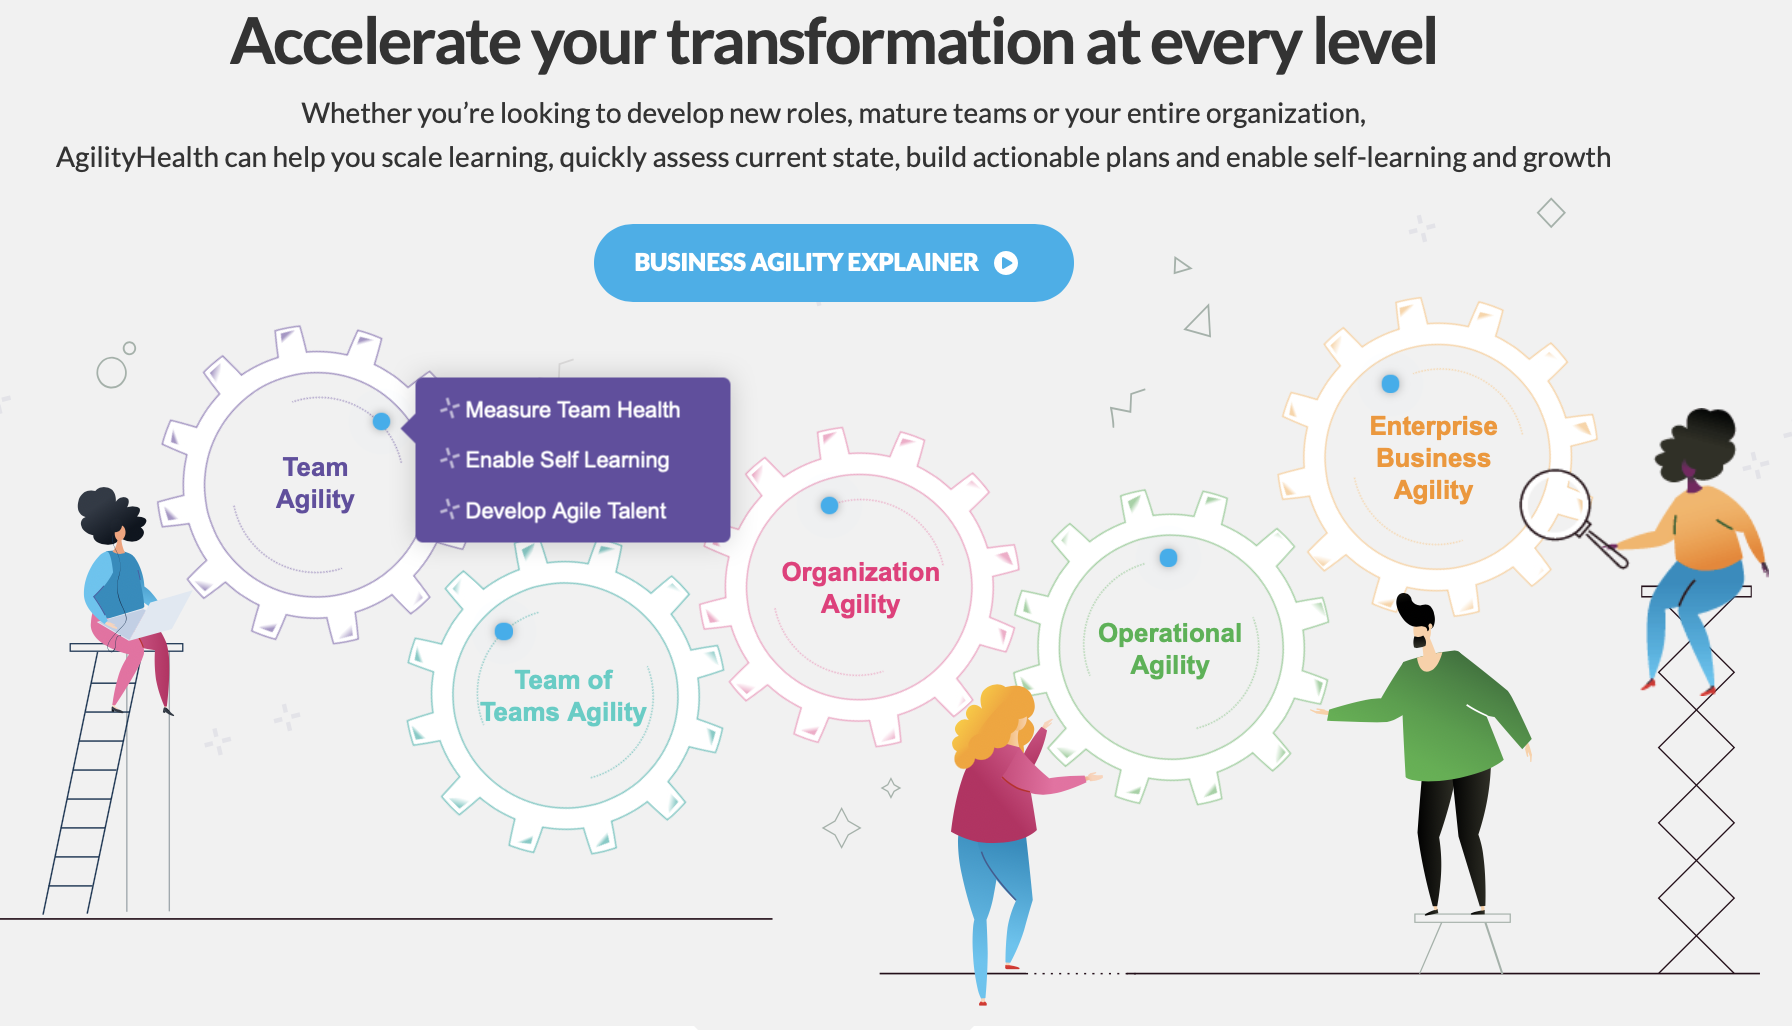 Accelerate your transformation at every level
Whether you’re looking to develop new roles, mature teams or your entire organization,
AgilityHealth can help you scale learning, quickly assess current state, build actionable plans and enable self-learning and growth
BUSINESS AGILITY EXPLAINER
Team
Agility
Measure Team Health
Enable Self Learning
Develop Agile Talent
Team of
Teams Agility
Organization
Agility
Operational
Agility
Enterprise
Business
Agility